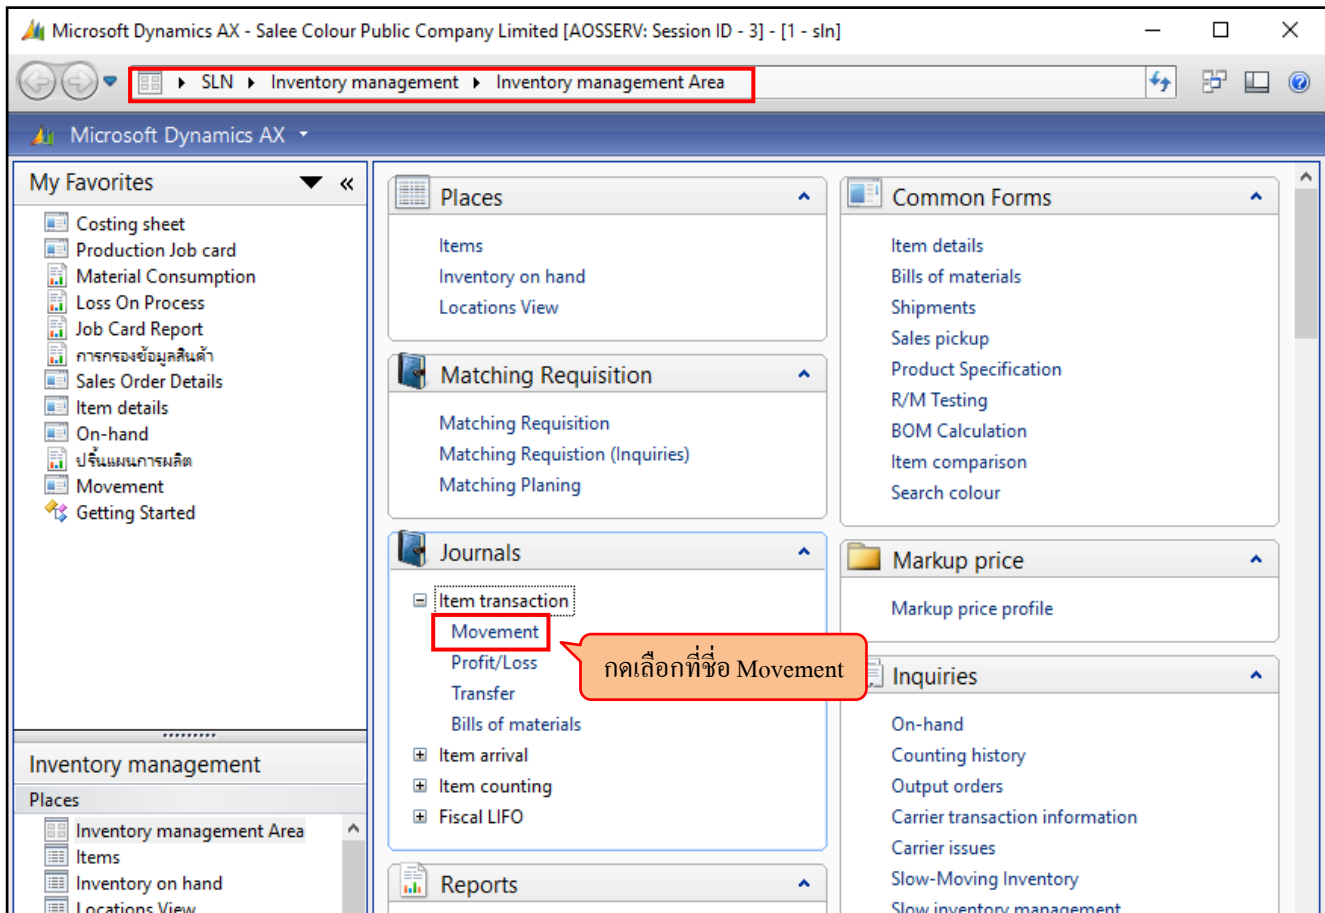 Microsoft Dynamics AX - Salee Colour Public Company Limited [AOSSERV: Session ID - 3] - [1 - sln]
SLN Inventory management Inventory management Area
Microsoft Dynamics AX
My Favorites
Costing sheet
Production Job card
Material Consumption
Loss On Process
Job Card Report
การกรองข้อมูลสินค้า
Sales Order Details
Item details
On-hand
ปริ้นแผนการผลิต
Movement
Getting Started
Inventory management
Places
Inventory management Area
Items
Inventory on hand
Locations View
Places
Items
Inventory on hand
Locations View
Matching Requisition
Matching Requisition
Matching Requistion (Inquiries)
Matching Planing
Journals
Item transaction
Movement
กดเลือกที่ชื่อ Movement
Profit/Loss
Transfer
Bills of materials
Item arrival
Item counting
Fiscal LIFO
Reports
Common Forms
Item details
Bills of materials
Shipments
Sales pickup
Product Specification
R/M Testing
BOM Calculation
Item comparison
Search colour
Markup price
Markup price profile
Inquiries
On-hand
Counting history
Output orders
Carrier transaction information
Carrier issues
Slow-Moving Inventory
Slow inventory management